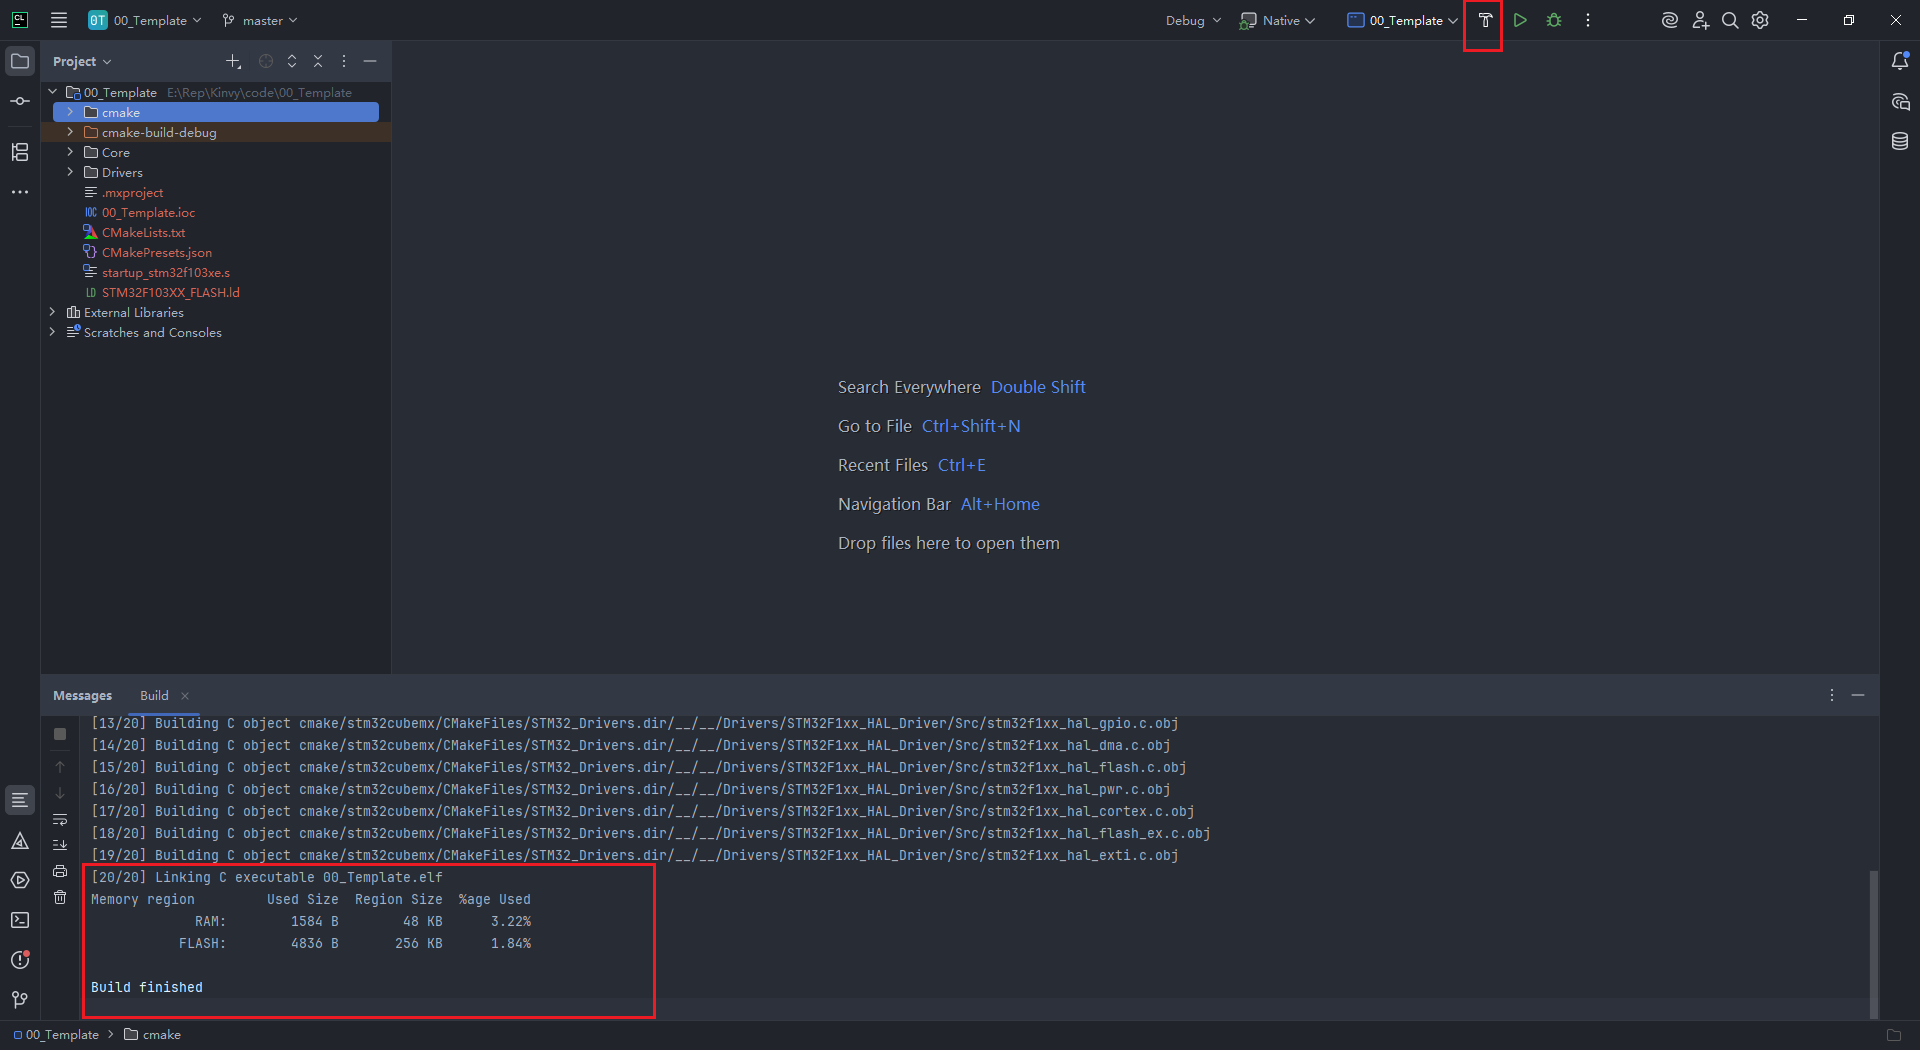 CL
0T 00_Template master Debug Native 00_Template
Project
00_Template E:\Rep\Kinvy\code\00_Template
cmake
cmake-build-debug
Core
Drivers
.mxproject
IOC 00_Template.ioc
CMakeLists.txt
CMakePresets.json
startup_stm32f103xe.s
LD STM32F103XX_FLASH.ld
External Libraries
Scratches and Consoles
Search Everywhere Double Shift
Go to File Ctrl+Shift+N
Recent Files Ctrl+E
Navigation Bar Alt+Home
Drop files here to open them
Messages Build
[13/20] Building C object cmake/stm32cubemx/CMakeFiles/STM32_Drivers.dir/__/__/Drivers/STM32F1xx_HAL_Driver/Src/stm32f1xx_hal_gpio.c.obj
[14/20] Building C object cmake/stm32cubemx/CMakeFiles/STM32_Drivers.dir/__/__/Drivers/STM32F1xx_HAL_Driver/Src/stm32f1xx_hal_dma.c.obj
[15/20] Building C object cmake/stm32cubemx/CMakeFiles/STM32_Drivers.dir/__/__/Drivers/STM32F1xx_HAL_Driver/Src/stm32f1xx_hal_flash.c.obj
[16/20] Building C object cmake/stm32cubemx/CMakeFiles/STM32_Drivers.dir/__/__/Drivers/STM32F1xx_HAL_Driver/Src/stm32f1xx_hal_pwr.c.obj
[17/20] Building C object cmake/stm32cubemx/CMakeFiles/STM32_Drivers.dir/__/__/Drivers/STM32F1xx_HAL_Driver/Src/stm32f1xx_hal_cortex.c.obj
[18/20] Building C object cmake/stm32cubemx/CMakeFiles/STM32_Drivers.dir/__/__/Drivers/STM32F1xx_HAL_Driver/Src/stm32f1xx_hal_flash_ex.c.obj
[19/20] Building C object cmake/stm32cubemx/CMakeFiles/STM32_Drivers.dir/__/__/Drivers/STM32F1xx_HAL_Driver/Src/stm32f1xx_hal_exti.c.obj
[20/20] Linking C executable 00_Template.elf
Memory region Used Size Region Size %age Used
RAM: 1584 B 48 KB 3.22%
FLASH: 4836 B 256 KB 1.84%
Build finished
00_Template cmake